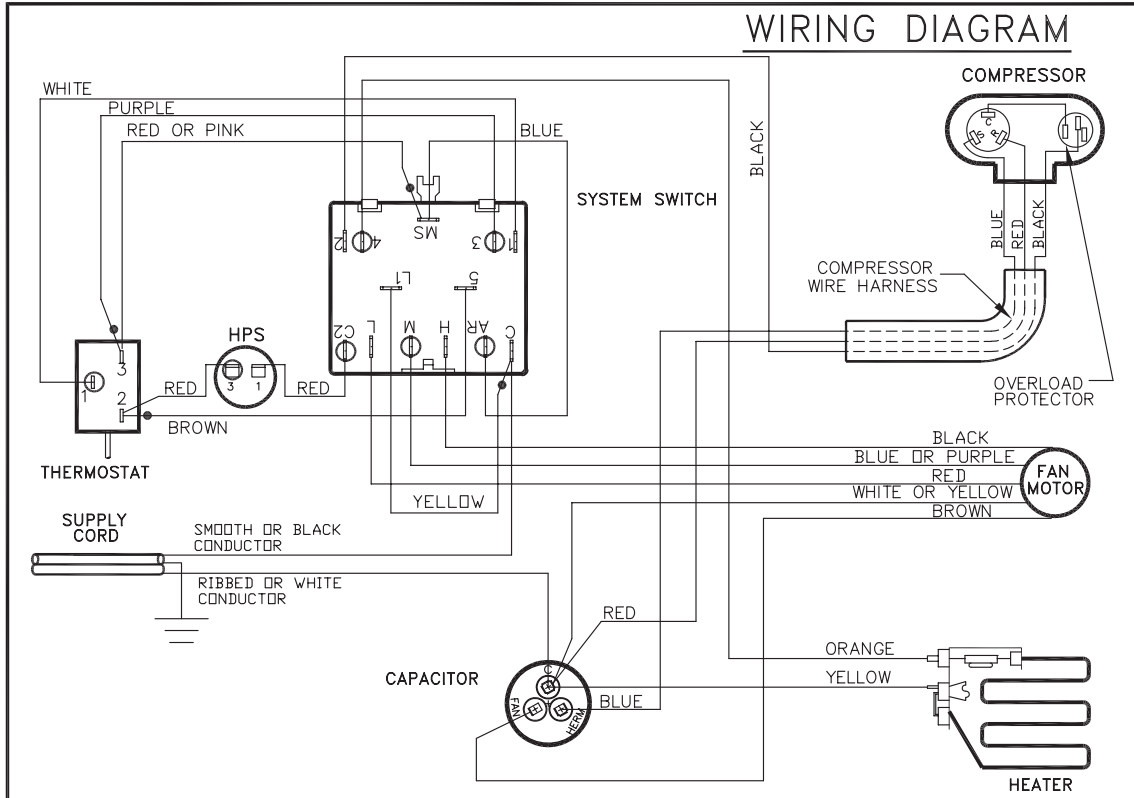 WIRING DIAGRAM
COMPRESSOR
WHITE
PURPLE
RED OR PINK
BLUE
BLACK
C
S
R
SYSTEM SWITCH
MS
2
4
3
1
L1
5
C2
L
M
H
AR
C
BLUE
RED
BLACK
COMPRESSOR
WIRE HARNESS
OVERLOAD
PROTECTOR
HPS
3
1
3
1
2
RED
RED
BROWN
THERMOSTAT
BLACK
BLUE OR PURPLE
RED
WHITE OR YELLOW
BROWN
FAN
MOTOR
YELLOW
SUPPLY
CORD
SMOOTH OR BLACK
CONDUCTOR
RIBBED OR WHITE
CONDUCTOR
RED
ORANGE
YELLOW
CAPACITOR
C
FAN
HERM
BLUE
HEATER